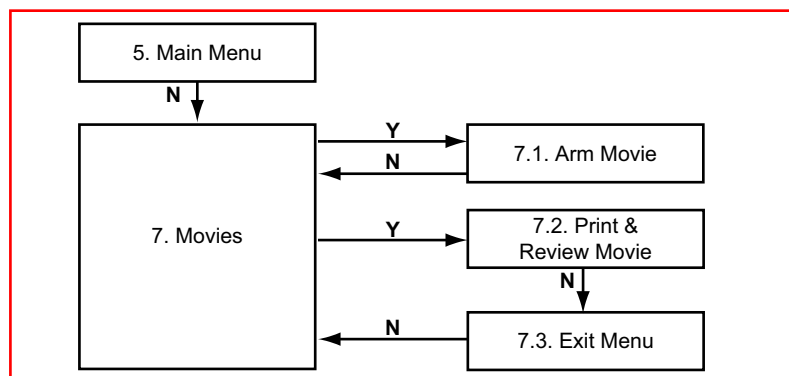 5. Main Menu
N
Y
7.1. Arm Movie
N
7. Movies
Y
7.2. Print &
Review Movie
N
N
7.3. Exit Menu